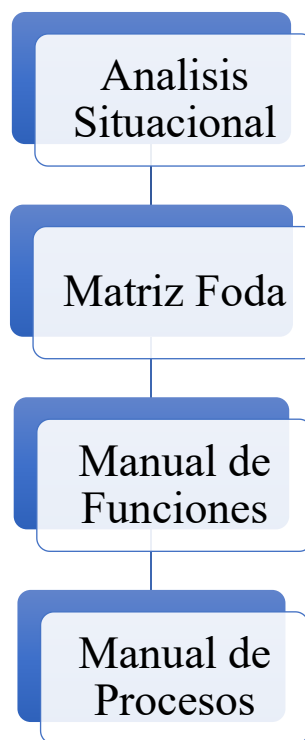 Analisis
Situacional
Matriz Foda
Manual de
Funciones
Manual de
Procesos